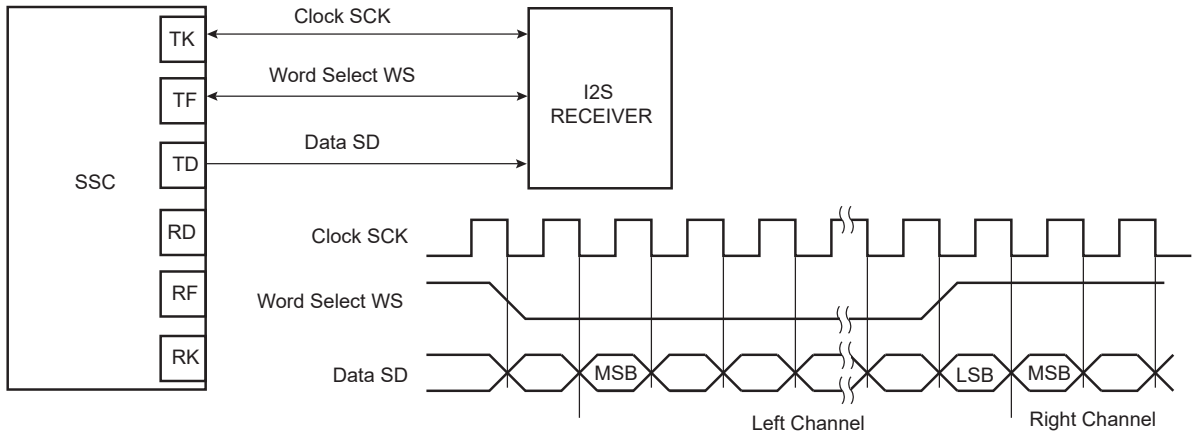 Clock SCK
TK
Word Select WS
TF
I2S
RECEIVER
Data SD
TD
SSC
RD
Clock SCK
RF
Word Select WS
RK
Data SD
MSB
LSB
MSB
Left Channel
Right Channel